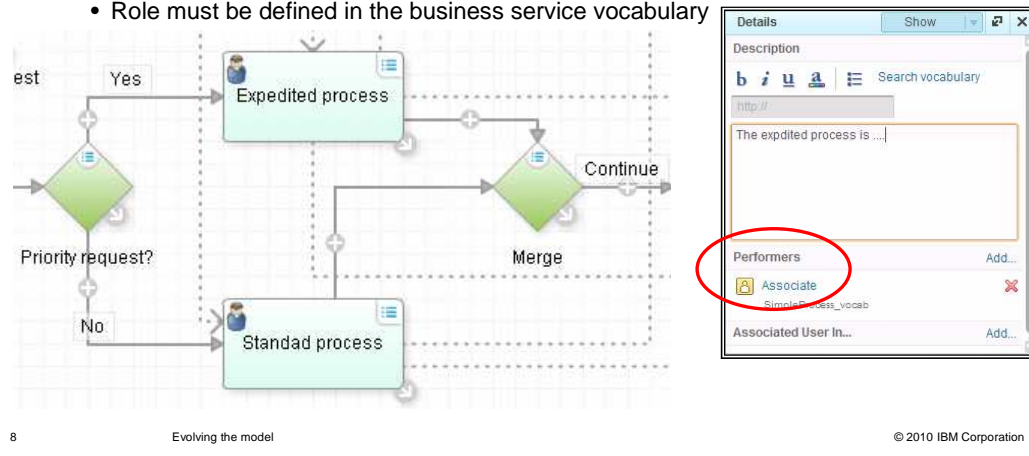 • Role must be defined in the business service vocabulary
est
Yes
Expedited process
Continue
Priority request?
Merge
No
Standad process
Details
Show
Description
b i u a Search vocabulary
http://
The expdited process is ....
Performers
Add...
Associate
SimpleProcess_vocab
Associated User In...
Add...
8
Evolving the model
© 2010 IBM Corporation